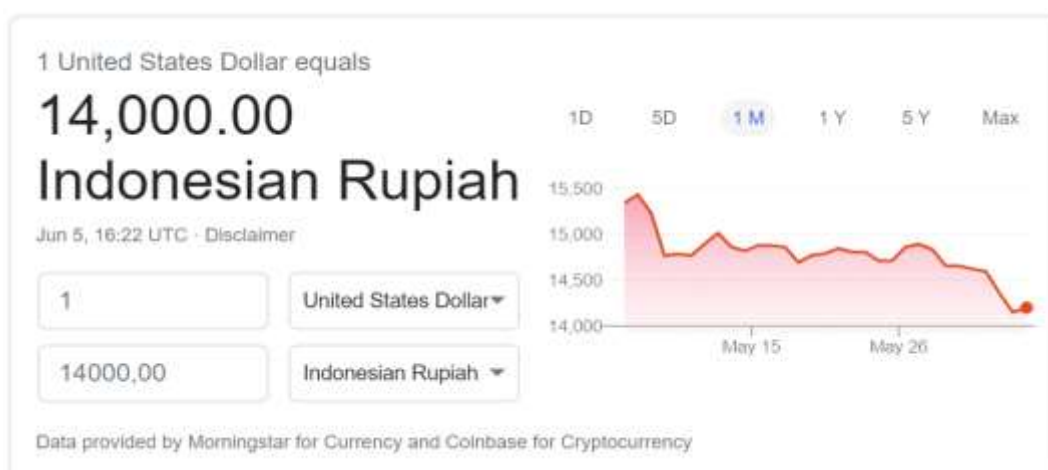 1 United States Dollar equals
14,000.00
Indonesian Rupiah
Jun 5, 16:22 UTC · Disclaimer
1
United States Dollar
14000,00
Indonesian Rupiah
1D 5D 1 M 1 Y 5 Y Max
15,500
15,000
14,500
14,000
May 15 May 26
Data provided by Morningstar for Currency and Coinbase for Cryptocurrency